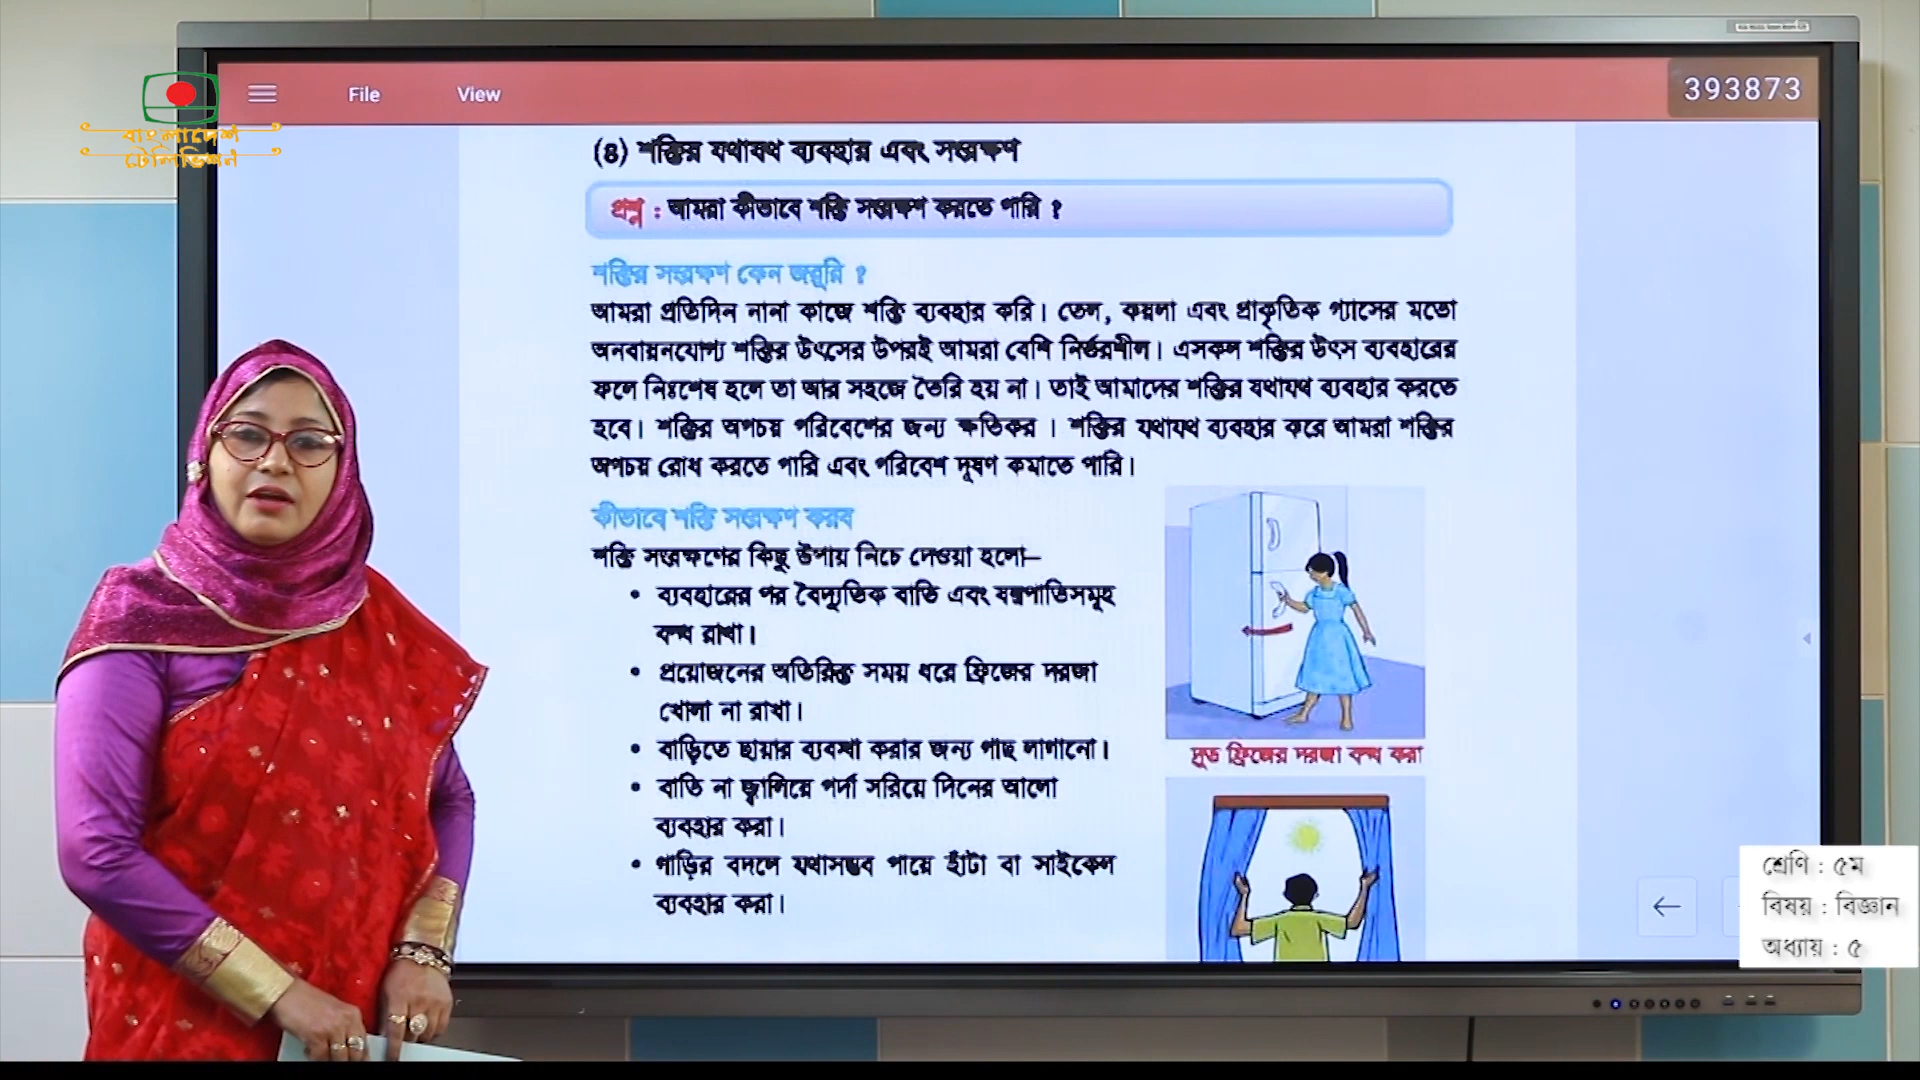 বাংলাদেশ
টেলিভিশন
File View
393873
(৪) শক্তির যথাযথ ব্যবহার এবং সংরক্ষণ
প্রশ্ন : আমরা কীভাবে শক্তি সংরক্ষণ করতে পারি ?
শক্তির সংরক্ষণ কেন জরুরি ?
আমরা প্রতিদিন নানা কাজে শক্তি ব্যবহার করি। তেল, কয়লা এবং প্রাকৃতিক গ্যাসের মতো
অনবায়নযোগ্য শক্তির উৎসের উপরই আমরা বেশি নির্ভরশীল। এসকল শক্তির উৎস ব্যবহারের
ফলে নিঃশেষ হলে তা আর সহজে তৈরি হয় না। তাই আমাদের শক্তির যথাযথ ব্যবহার করতে
হবে। শক্তির অপচয় পরিবেশের জন্য ক্ষতিকর । শক্তির যথাযথ ব্যবহার করে আমরা শক্তির
অপচয় রোধ করতে পারি এবং পরিবেশ দূষণ কমাতে পারি।
কীভাবে শক্তি সংরক্ষণ করব
শক্তি সংরক্ষণের কিছু উপায় নিচে দেওয়া হলো—
• ব্যবহারের পর বৈদ্যুতিক বাতি এবং যন্ত্রপাতিসমূহ
বন্ধ রাখা।
• প্রয়োজনের অতিরিক্ত সময় ধরে ফ্রিজের দরজা
খোলা না রাখা।
• বাড়িতে ছায়ার ব্যবস্থা করার জন্য গাছ লাগানো।
• বাতি না জ্বালিয়ে পর্দা সরিয়ে দিনের আলো
ব্যবহার করা।
• গাড়ির বদলে যথাসম্ভব পায়ে হাঁটা বা সাইকেল
ব্যবহার করা।
দ্রুত ফ্রিজের দরজা বন্ধ করা
শ্রেণি : ৫ম
বিষয় : বিজ্ঞান
অধ্যায় : ৫